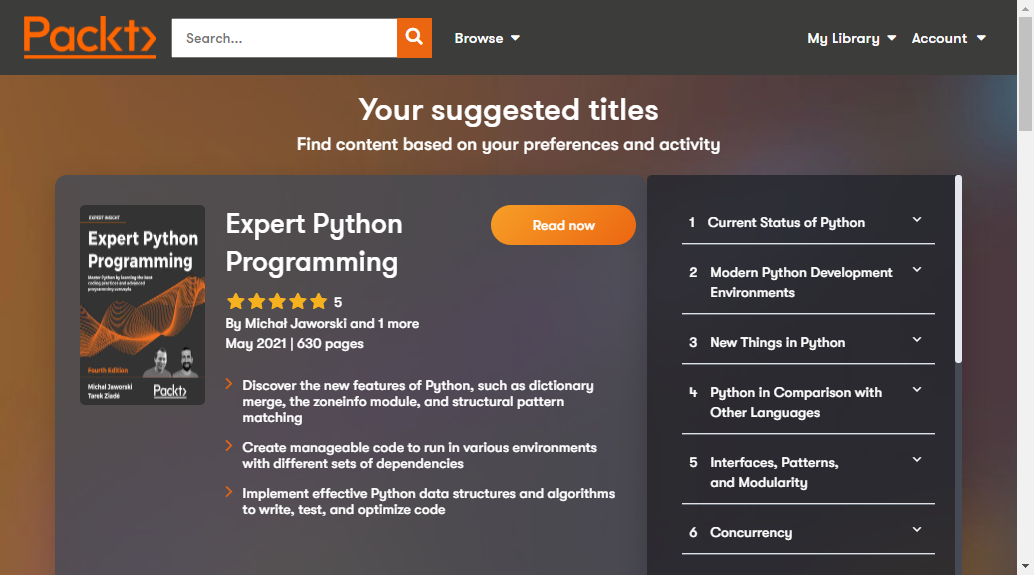 Packt
Search...
Browse
My Library
Account
Your suggested titles
Find content based on your preferences and activity
EXPERT INSIGHT
Expert Python
Programming
Master Python by learning the best
coding practices and advanced
programming concepts
Fourth Edition
Michał Jaworski
Tarek Ziadé
Packt
Expert Python
Programming
Read now
5
By Michał Jaworski and 1 more
May 2021 | 630 pages
Discover the new features of Python, such as dictionary
merge, the zoneinfo module, and structural pattern
matching
Create manageable code to run in various environments
with different sets of dependencies
Implement effective Python data structures and algorithms
to write, test, and optimize code
1 Current Status of Python
2 Modern Python Development
Environments
3 New Things in Python
4 Python in Comparison with
Other Languages
5 Interfaces, Patterns,
and Modularity
6 Concurrency